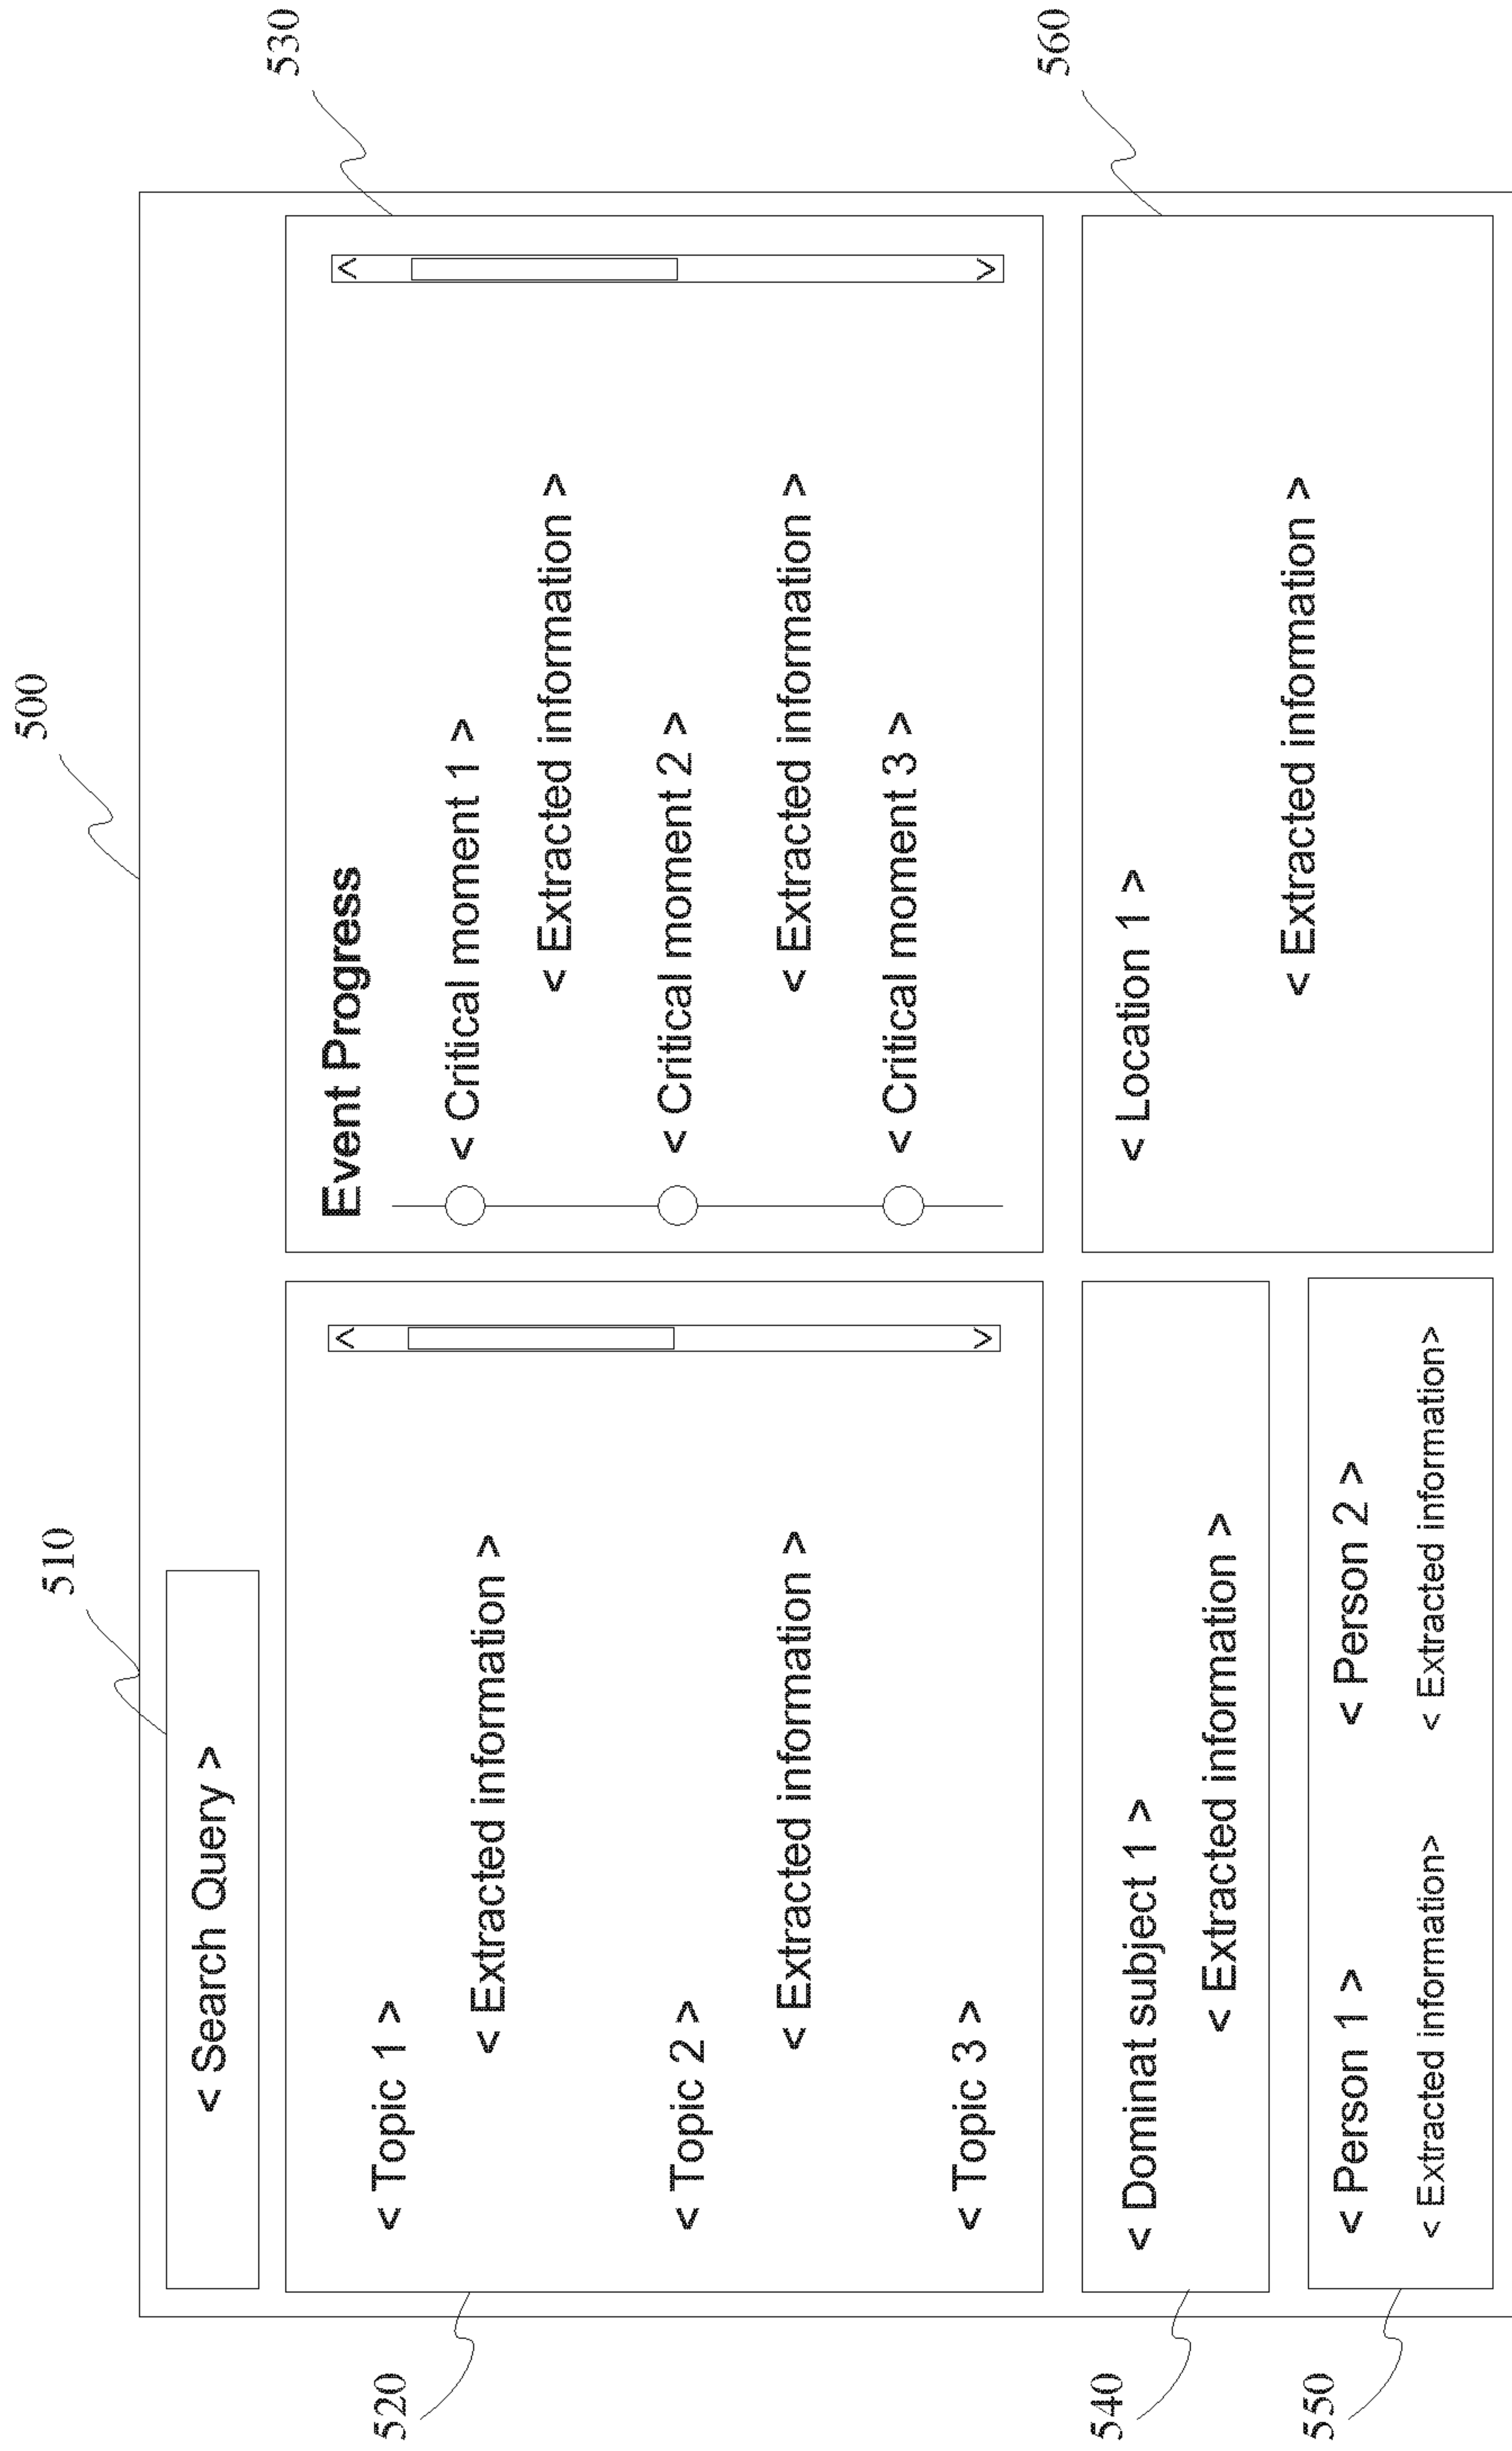 500
510
< Search Query >
520
< Topic 1 >
< Extracted information >
< Topic 2 >
< Extracted information >
< Topic 3 >
530
Event Progress
< Critical moment 1 >
< Extracted information >
< Critical moment 2 >
< Extracted information >
< Critical moment 3 >
540
< Dominat subject 1 >
< Extracted information >
550
< Person 1 >
< Extracted information>
< Person 2 >
< Extracted information>
560
< Location 1 >
< Extracted information >